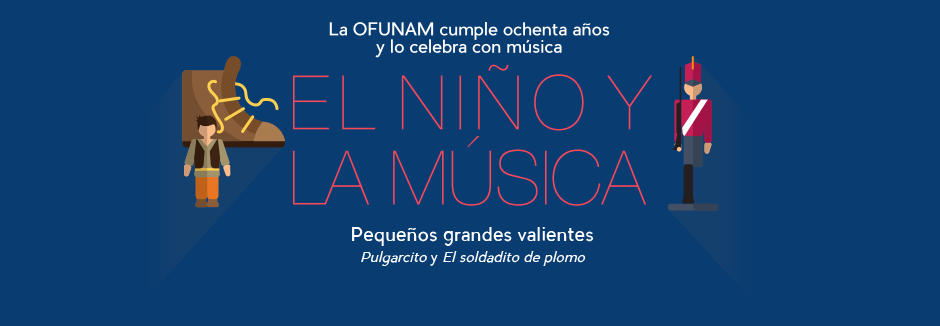 La OFUNAM cumple ochenta años
y lo celebra con música
EL NIÑO Y
LA MÚSICA
Pequeños grandes valientes
Pulgarcito y El soldadito de plomo